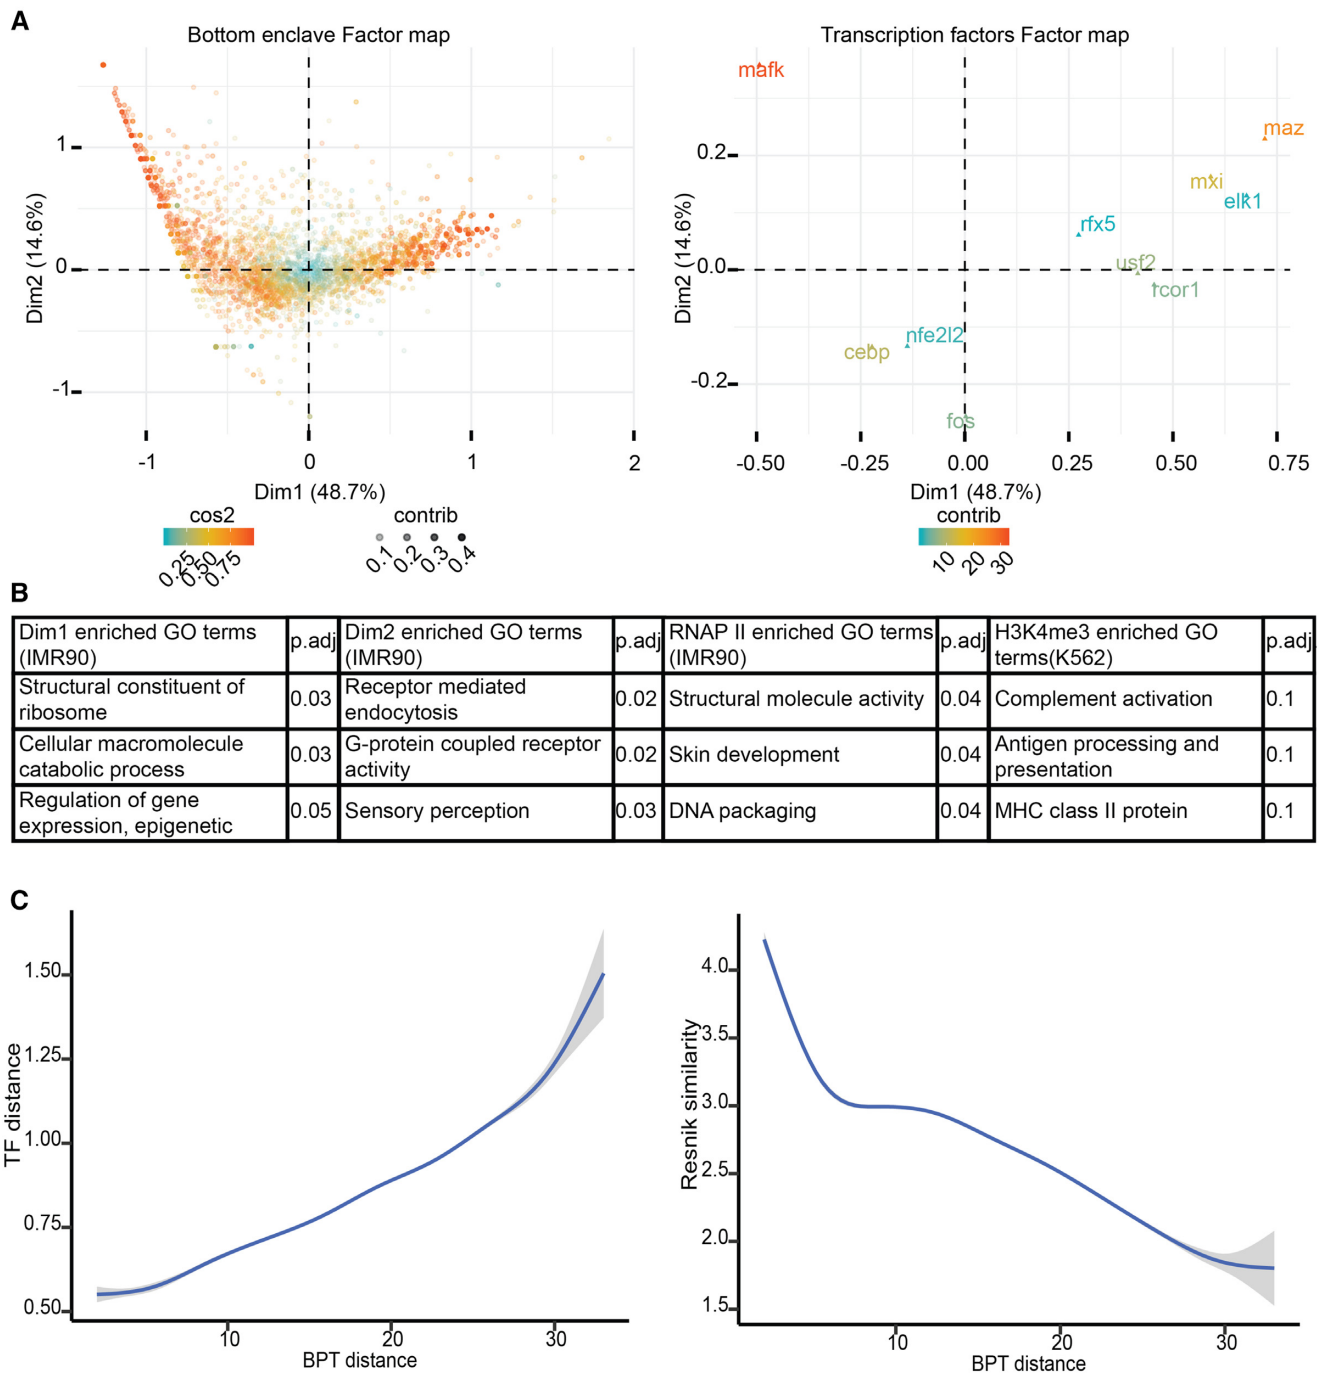 A
Bottom enclave Factor map
Dim2 (14.6%)
1
0
-1
-1
0
1
2
Dim1 (48.7%)
cos2
0.25
0.50
0.75
contrib
0.1
0.2
0.3
0.4
Transcription factors Factor map
Dim2 (14.6%)
0.2
0.0
-0.2
mafk
maz
mxi
elk1
rfx5
usf2
rcor1
nfe2l2
cebp
fos
-0.50
-0.25
0.00
0.25
0.50
0.75
Dim1 (48.7%)
contrib
10
20
30
B
Dim1 enriched GO terms
(IMR90)
p.adj
Dim2 enriched GO terms
(IMR90)
p.adj
RNAP II enriched GO terms
(IMR90)
p.adj
H3K4me3 enriched GO
terms(K562)
p.adj
Structural constituent of
ribosome
0.03
Receptor mediated
endocytosis
0.02
Structural molecule activity
0.04
Complement activation
0.1
Cellular macromolecule
catabolic process
0.03
G-protein coupled receptor
activity
0.02
Skin development
0.04
Antigen processing and
presentation
0.1
Regulation of gene
expression, epigenetic
0.05
Sensory perception
0.03
DNA packaging
0.04
MHC class II protein
0.1
C
TF distance
1.50
1.25
1.00
0.75
0.50
10
20
30
BPT distance
Resnik similarity
4.0
3.5
3.0
2.5
2.0
1.5
10
20
30
BPT distance